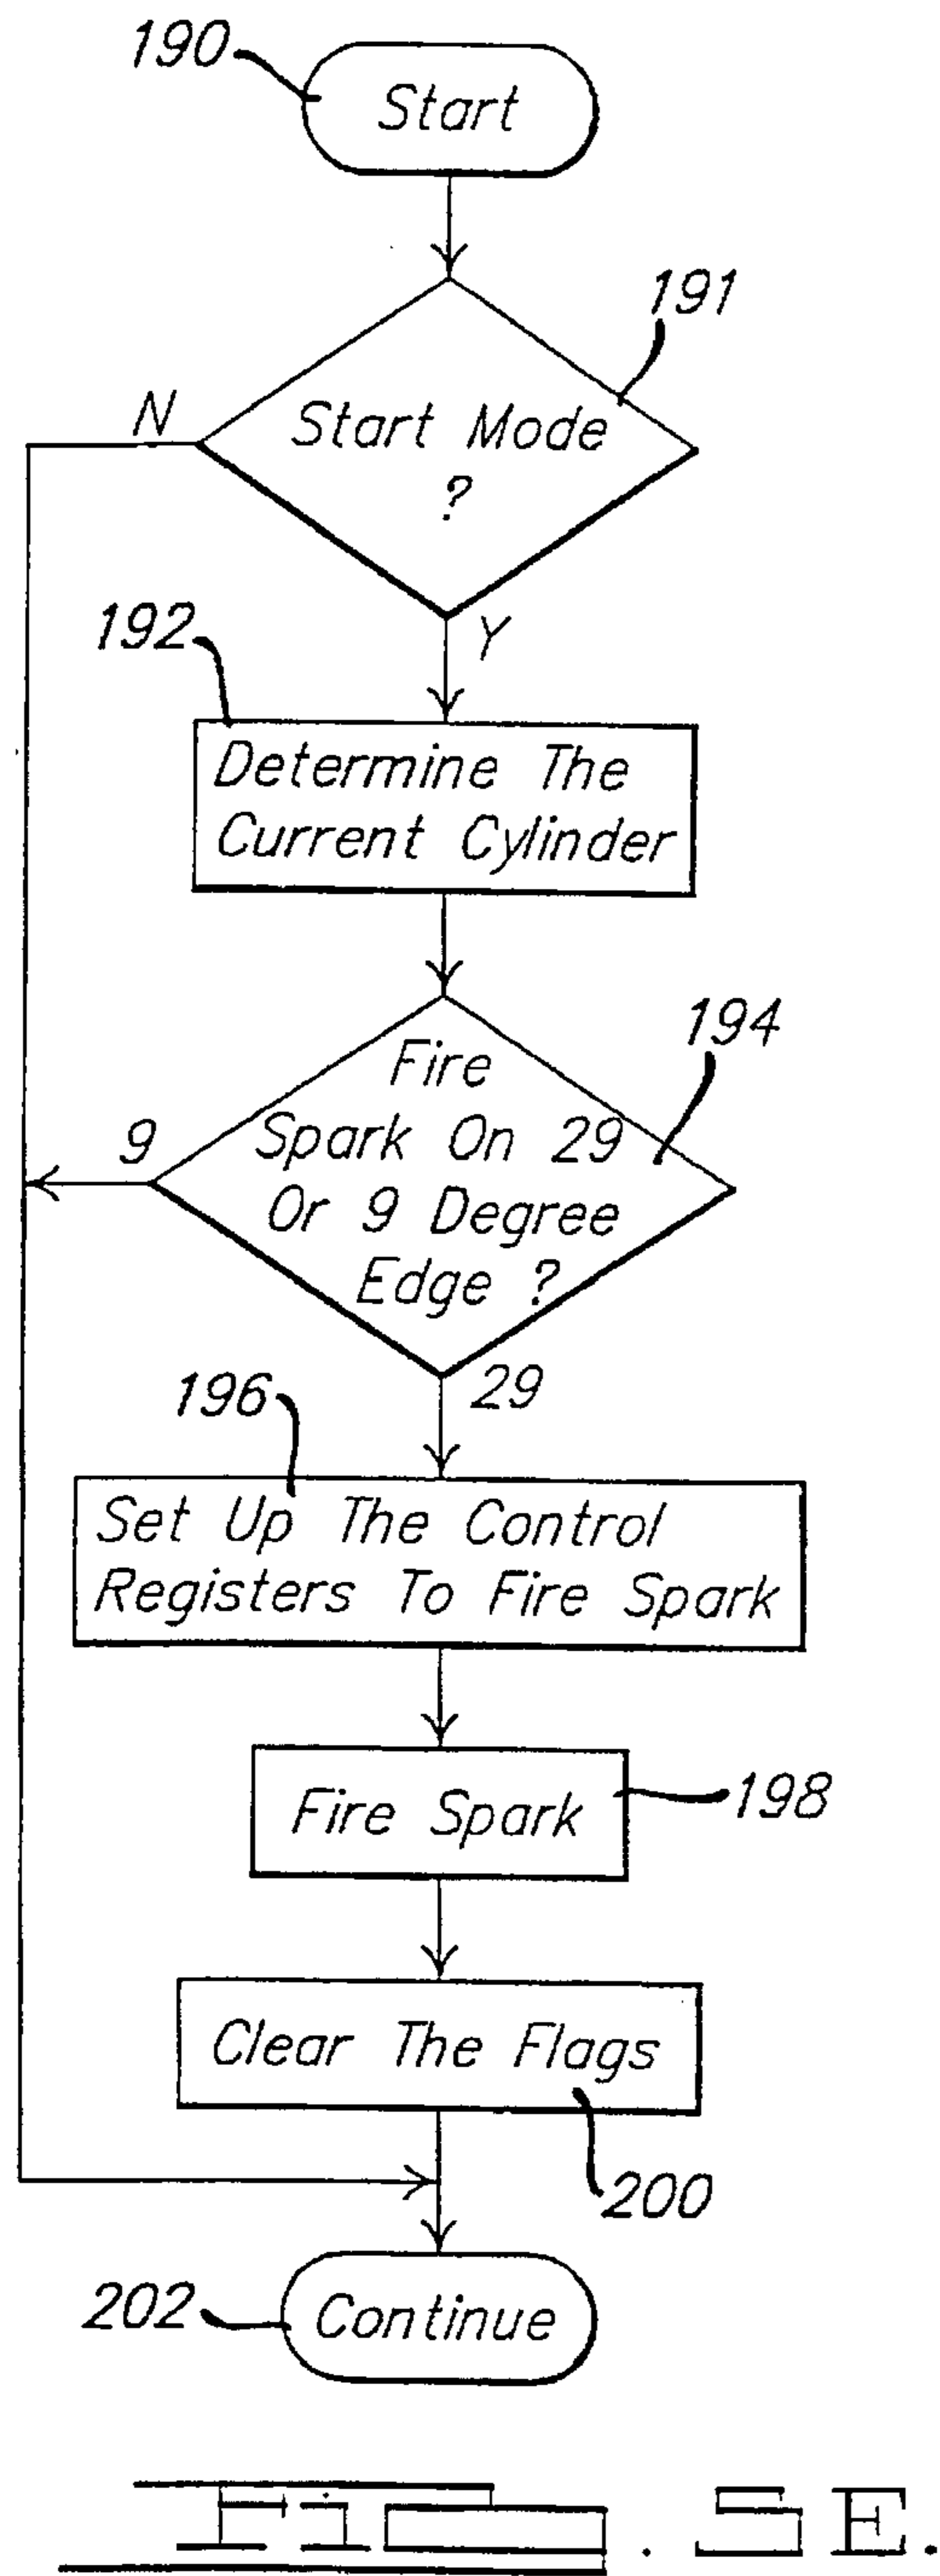 190
Start
191
N
Start Mode
?
Y
192
Determine The
Current Cylinder
194
Fire
9
Spark On 29
Or 9 Degree
Edge ?
29
196
Set Up The Control
Registers To Fire Spark
Fire Spark
198
Clear The Flags
200
202
Continue
FIG. 5E.